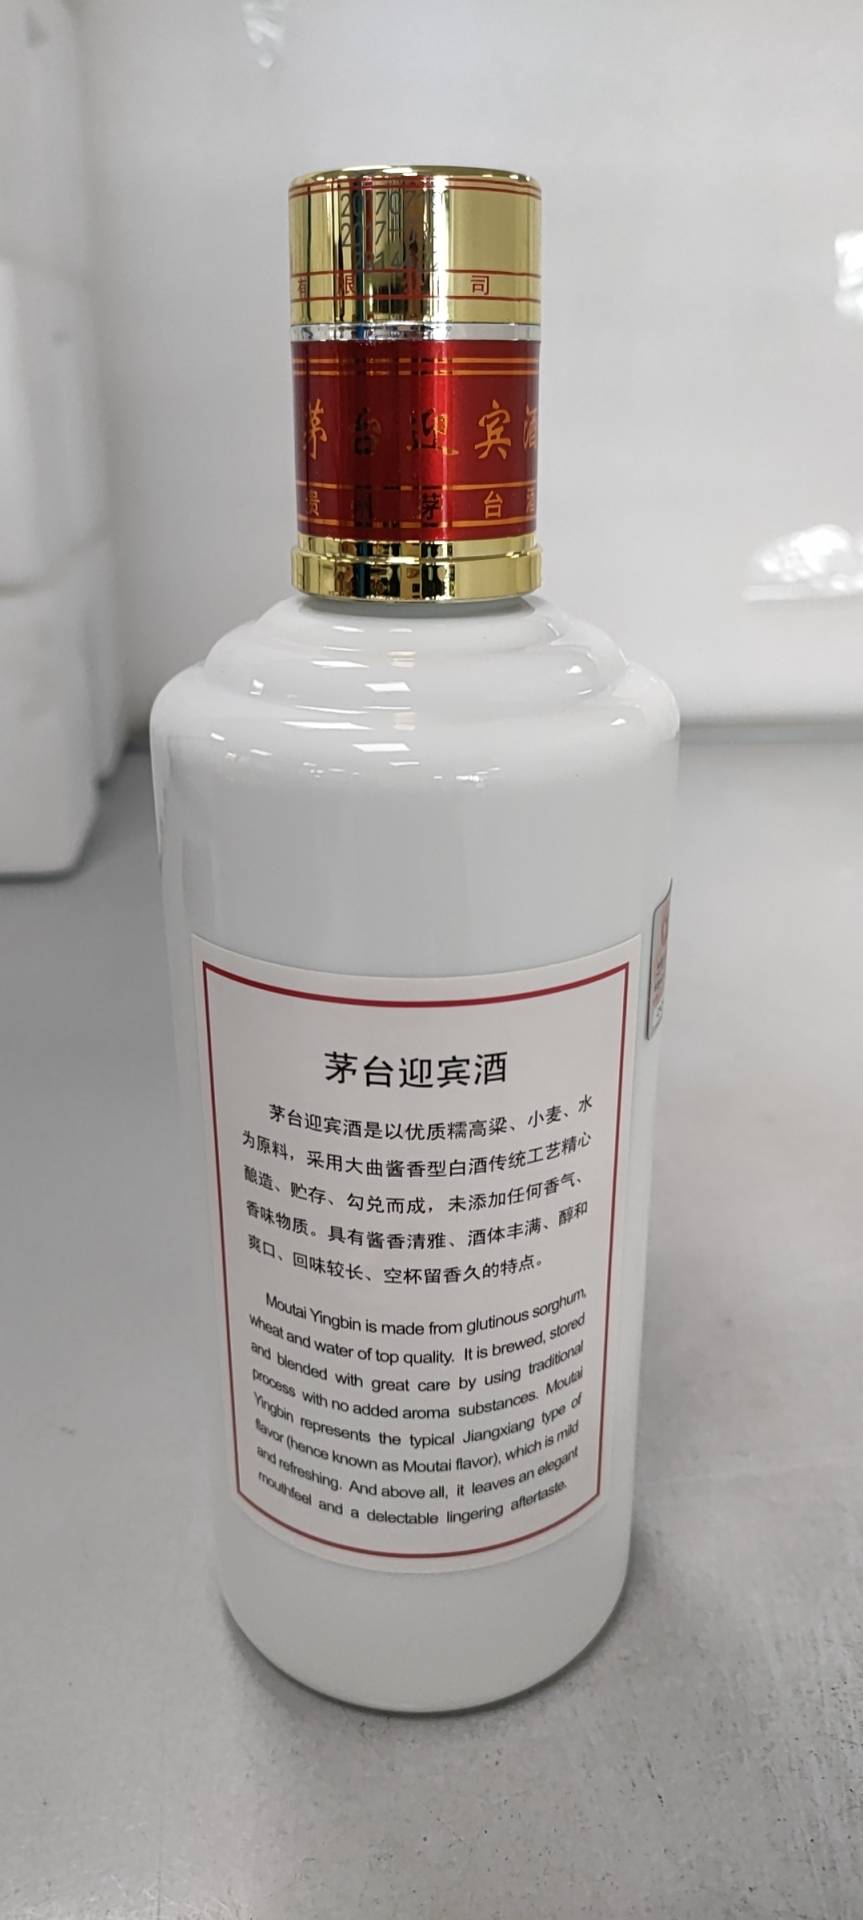 有限公司
茅台迎宾酒
贵州茅台酒
茅台迎宾酒
茅台迎宾酒是以优质糯高粱、小麦、水
为原料，采用大曲酱香型白酒传统工艺精心
酿造、贮存、勾兑而成，未添加任何香气、
香味物质。具有酱香清雅、酒体丰满、醇和
爽口、回味较长、空杯留香久的特点。
Moutai Yingbin is made from glutinous sorghum,
wheat and water of top quality. It is brewed, stored
and blended with great care by using traditional
process with no added aroma substances. Moutai
Yingbin represents the typical Jiangxiang type of
flavor (hence known as Moutai flavor), which is mild
and refreshing. And above all, it leaves an elegant
mouthfeel and a delectable lingering aftertaste.